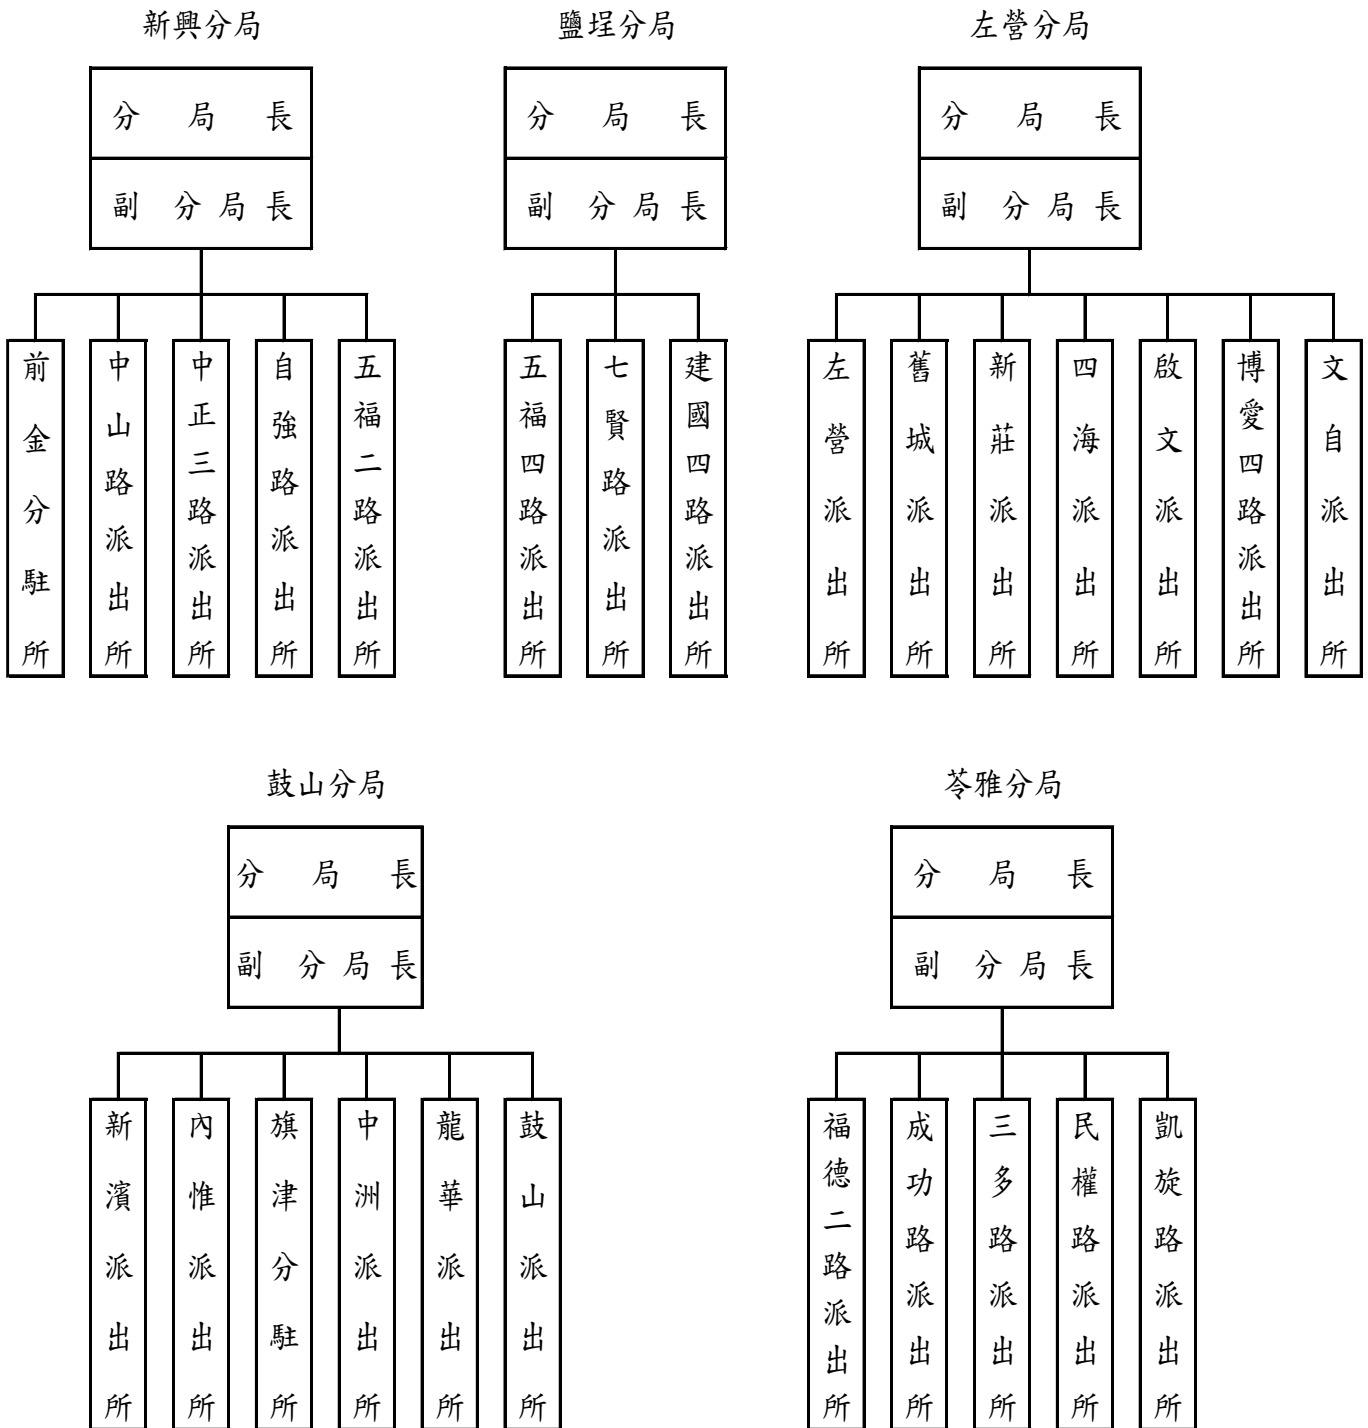 新興分局
分局長
副分局長
前金分駐所
中山路派出所
中正三路派出所
自強路派出所
五福二路派出所
鹽埕分局
分局長
副分局長
五福四路派出所
七賢路派出所
建國四路派出所
左營分局
分局長
副分局長
左營派出所
舊城派出所
新莊派出所
四海派出所
啟文派出所
博愛四路派出所
文自派出所
鼓山分局
分局長
副分局長
新濱派出所
內惟派出所
旗津分駐所
中洲派出所
龍華派出所
鼓山派出所
苓雅分局
分局長
副分局長
福德二路派出所
成功路派出所
三多路派出所
民權路派出所
凱旋路派出所